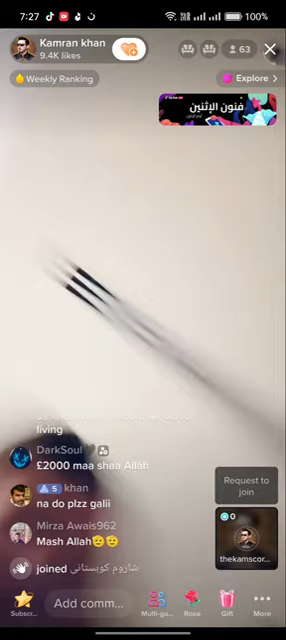 7:27
100%
Kamran khan
9.4K likes
63
Weekly Ranking
Explore
فنون الإثنين
living
DarkSoul
£2000 maa shaa Allah
5 khan
na do plzz galii
Mirza Awais962
Mash Allah
joined شاروم کوہستانی
Request to join
0
thekamscor...
Subscr...
Add comm...
Multi-gu...
Rose
Gift
More